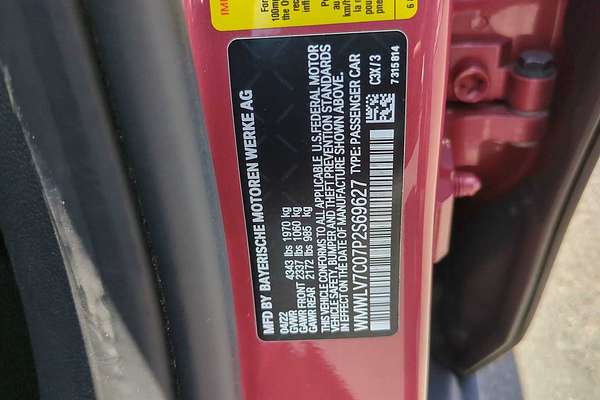 MFD BY BAYERISCHE MOTOREN WERKE AG
04/22
GVWR 4343 lbs 1970 kg
GAWR FRONT 2337 lbs 1060 kg
GAWR REAR 2172 lbs 985 kg
THIS VEHICLE CONFORMS TO ALL APPLICABLE U.S. FEDERAL MOTOR
VEHICLE SAFETY, BUMPER AND THEFT PREVENTION STANDARDS
IN EFFECT ON THE DATE OF MANUFACTURE SHOWN ABOVE.
WMWLV7C07P2S69627 TYPE: PASSENGER CAR
C3X/3
7315814